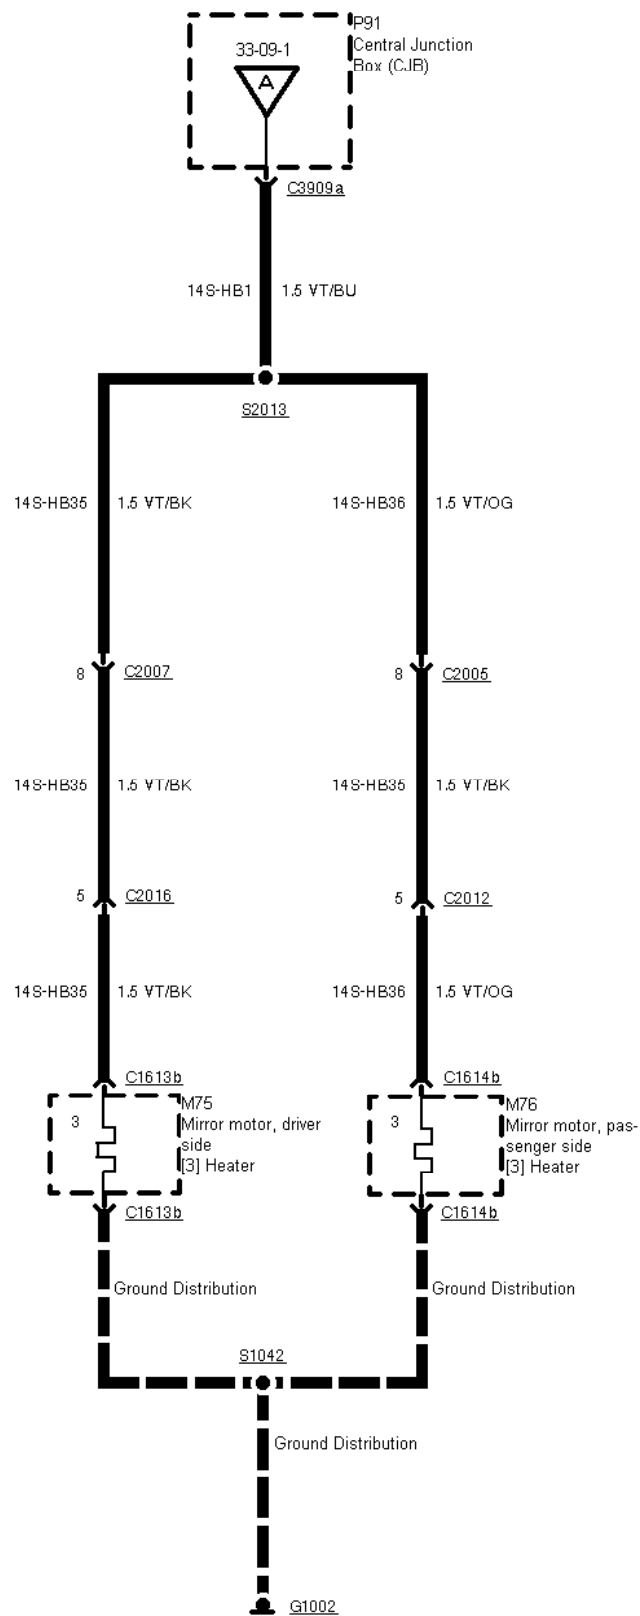 P91
Central Junction
Box (CJB)
33-09-1
A
C3909a
14S-HB1 1.5 VT/BU
S2013
14S-HB35 1.5 VT/BK
14S-HB36 1.5 VT/OG
8 C2007
8 C2005
14S-HB35 1.5 VT/BK
14S-HB35 1.5 VT/BK
5 C2016
5 C2012
14S-HB35 1.5 VT/BK
14S-HB36 1.5 VT/OG
C1613b
C1614b
3
M75
Mirror motor, driver
side
[3] Heater
3
M76
Mirror motor, pas-
senger side
[3] Heater
C1613b
C1614b
Ground Distribution
Ground Distribution
S1042
Ground Distribution
G1002